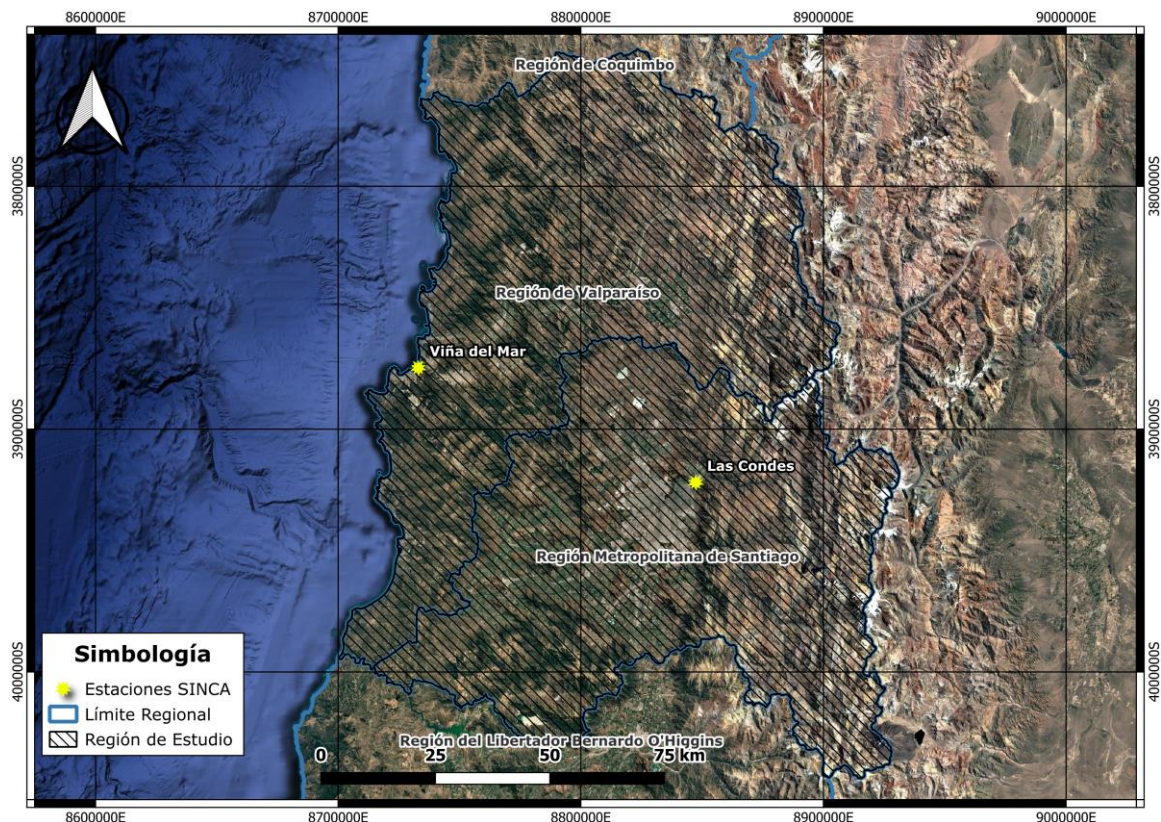 8600000E 8700000E 8800000E 8900000E 9000000E
Región de Coquimbo
3800000S 3800000S
Región de Valparaíso
Viña del Mar
3900000S 3900000S
Las Condes
Región Metropolitana de Santiago
Simbología
Estaciones SINCA
Límite Regional
Región de Estudio
4000000S 4000000S
Región del Libertador Bernardo O'Higgins
0 25 50 75 km
8600000E 8700000E 8800000E 8900000E 9000000E